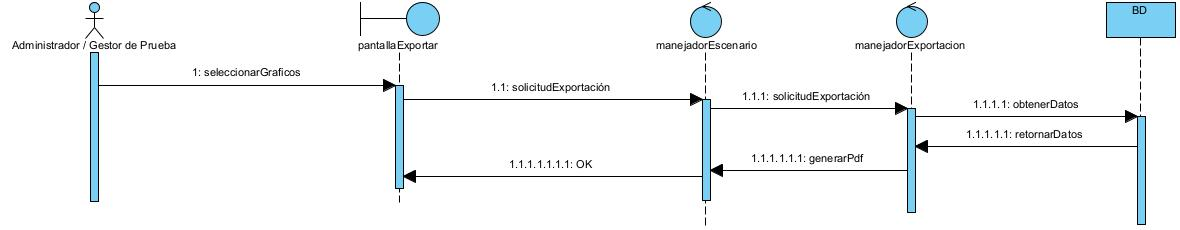 BD
Administrador / Gestor de Prueba
pantallaExportar
manejadorEscenario
manejadorExportacion
1: seleccionarGraficos
1.1: solicitudExportación
1.1.1: solicitudExportación
1.1.1.1: obtenerDatos
1.1.1.1.1: retornarDatos
1.1.1.1.1.1: generarPdf
1.1.1.1.1.1.1: OK